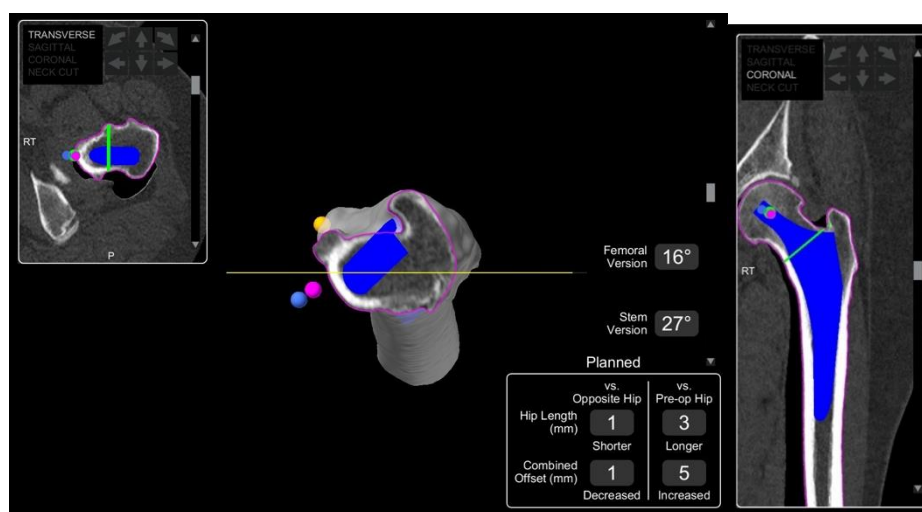 TRANSVERSE
SAGITTAL
CORONAL
NECK CUT
RT
P
Femoral
Version
16°
Stem
Version
27°
Planned
vs.
Opposite Hip
vs.
Pre-op Hip
Hip Length
(mm)
1
3
Shorter
Longer
Combined
Offset (mm)
1
5
Decreased
Increased
TRANSVERSE
SAGITTAL
CORONAL
NECK CUT
RT